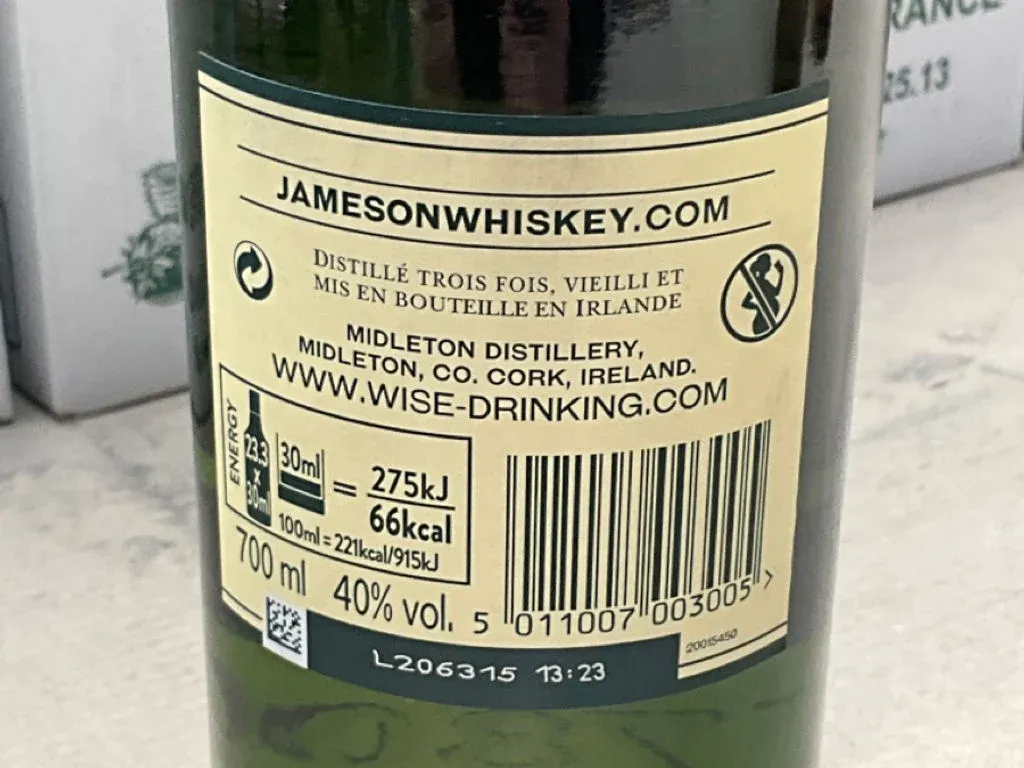 RANCE
25.13
JAMESONWHISKEY.COM
DISTILLÉ TROIS FOIS, VIEILLI ET
MIS EN BOUTEILLE EN IRLANDE
MIDLETON DISTILLERY,
MIDLETON, CO. CORK, IRELAND.
WWW.WISE-DRINKING.COM
ENERGY
23.3
x
30ml
30ml
=
275kJ
66kcal
100ml = 221kcal/915kJ
700 ml 40% vol.
5 011007 003005 >
20015450
L206315 13:23